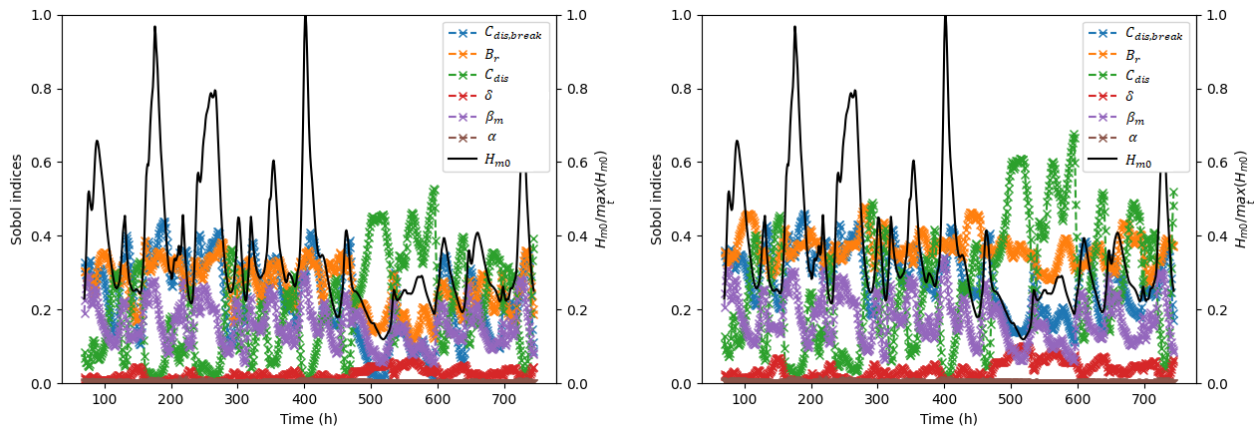 1.0
0.8
0.6
0.4
0.2
0.0
Sobol indices
100 200 300 400 500 600 700
Time (h)
1.0
0.8
0.6
0.4
0.2
0.0
H_{m0}/max_t(H_{m0})
C_{dis,break}
B_r
C_{dis}
δ
β_m
α
H_{m0}
1.0
0.8
0.6
0.4
0.2
0.0
Sobol indices
100 200 300 400 500 600 700
Time (h)
1.0
0.8
0.6
0.4
0.2
0.0
H_{m0}/max_t(H_{m0})
C_{dis,break}
B_r
C_{dis}
δ
β_m
α
H_{m0}